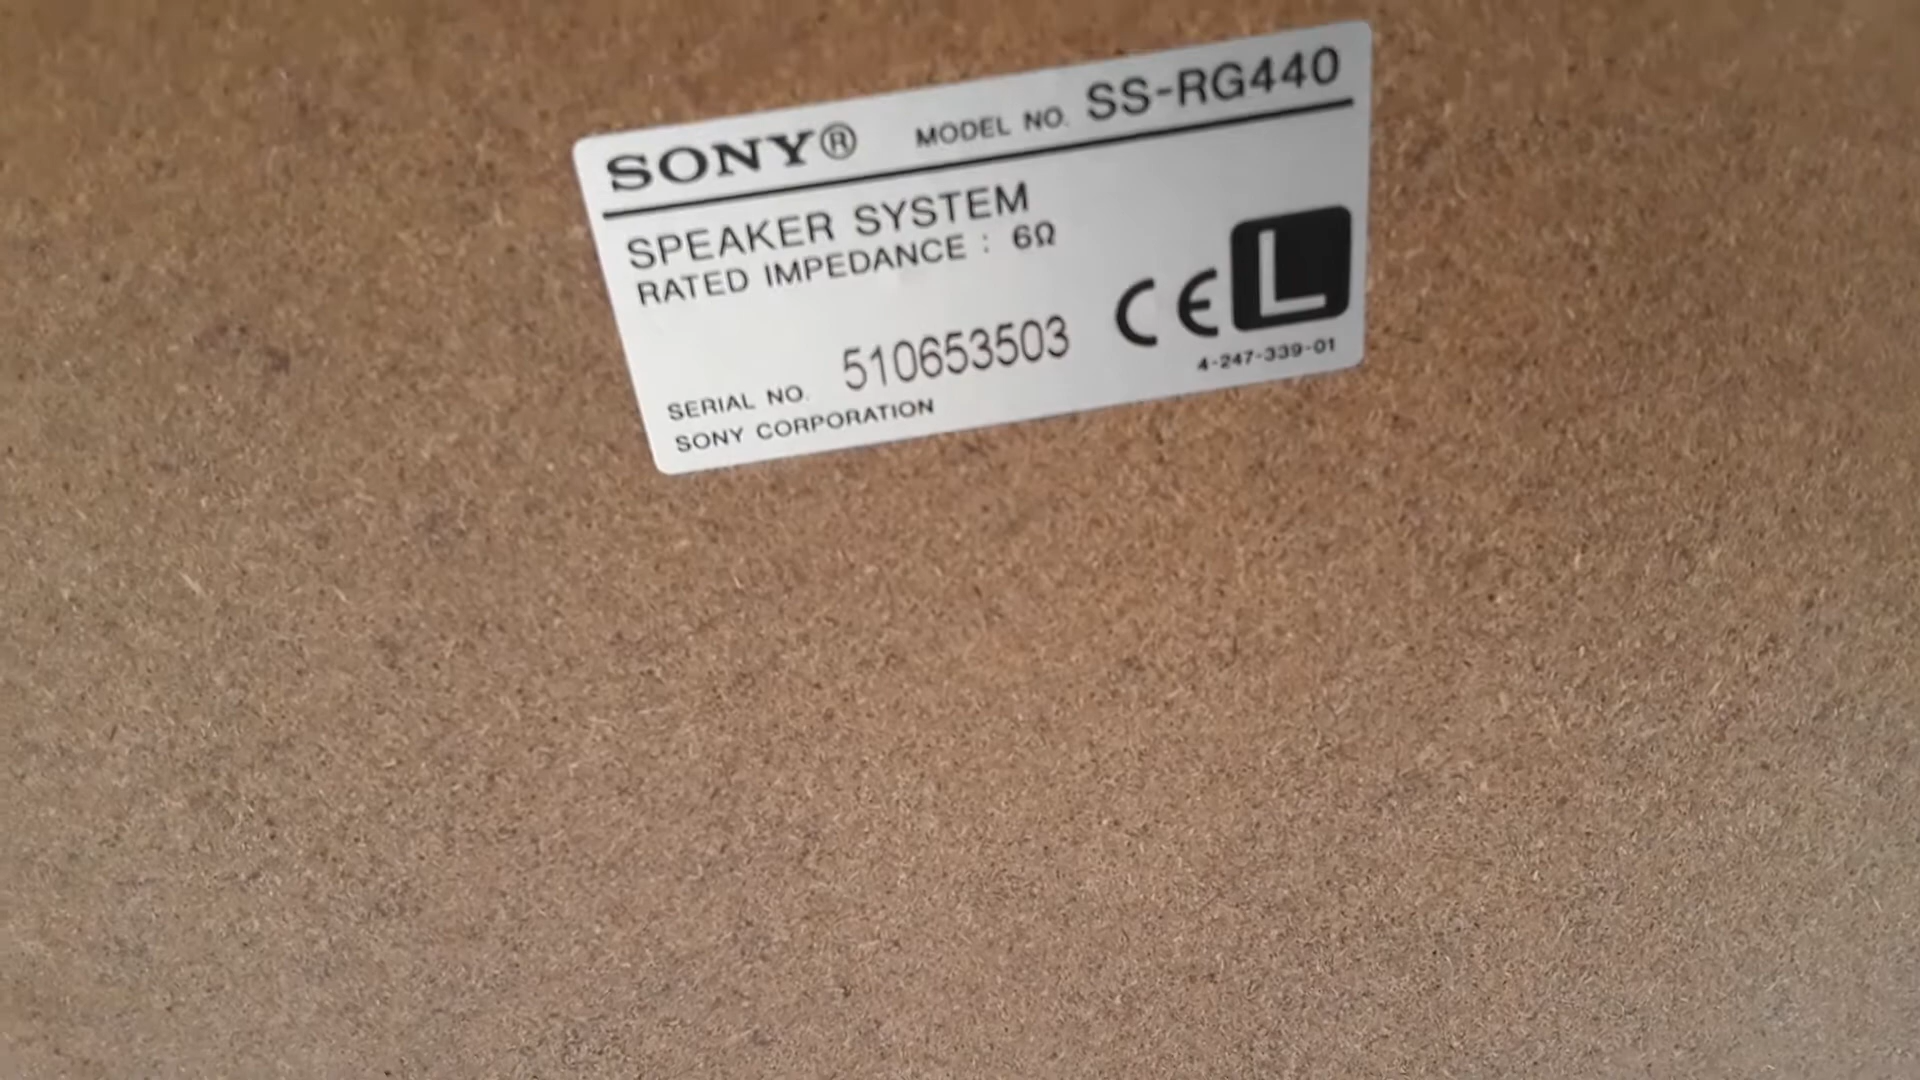 SONY® MODEL NO. SS-RG440
SPEAKER SYSTEM
RATED IMPEDANCE : 6Ω
CE L
4-247-339-01
SERIAL NO. 510653503
SONY CORPORATION